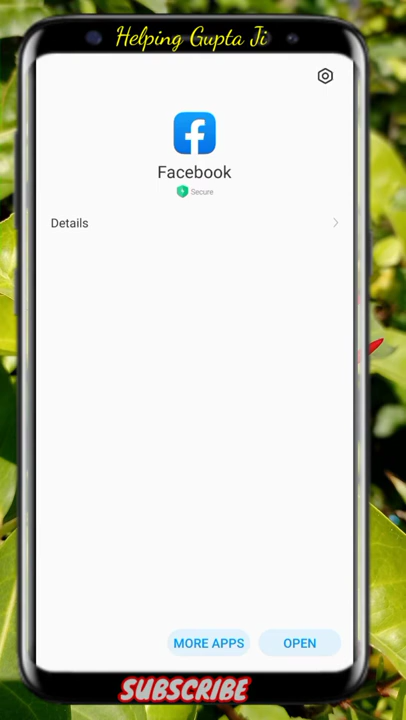 Helping Gupta Ji
Facebook
Secure
Details
MORE APPS
OPEN
SUBSCRIBE